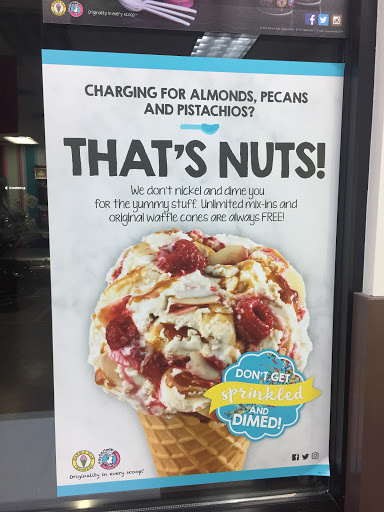 Originality in every scoop
CHARGING FOR ALMONDS, PECANS
AND PISTACHIOS?
THAT'S NUTS!
We don't nickel and dime you
for the yummy stuff. Unlimited mix-ins and
original waffle cones are always FREE!
DON'T GET
sprinkled
AND
DIMED!
Originality in every scoop